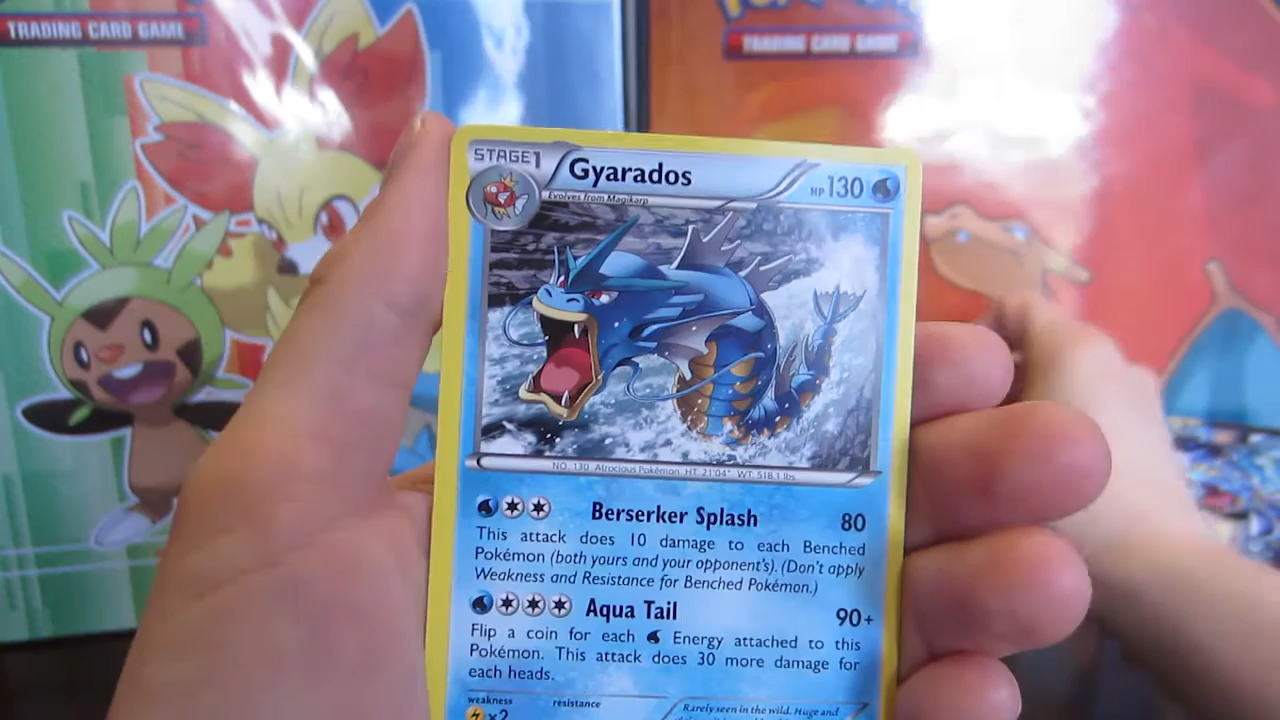 TRADING CARD GAME
TRADING CARD GAME
STAGE1
Gyarados
HP130
Evolves from Magikarp
NO. 130 Atrocious Pokémon HT: 21'04" WT: 518.1 lbs.
Berserker Splash 80
This attack does 10 damage to each Benched
Pokémon (both yours and your opponent's). (Don't apply
Weakness and Resistance for Benched Pokémon.)
Aqua Tail 90+
Flip a coin for each Energy attached to this
Pokémon. This attack does 30 more damage for
each heads.
weakness resistance
×2
Rarely seen in the wild. Huge and